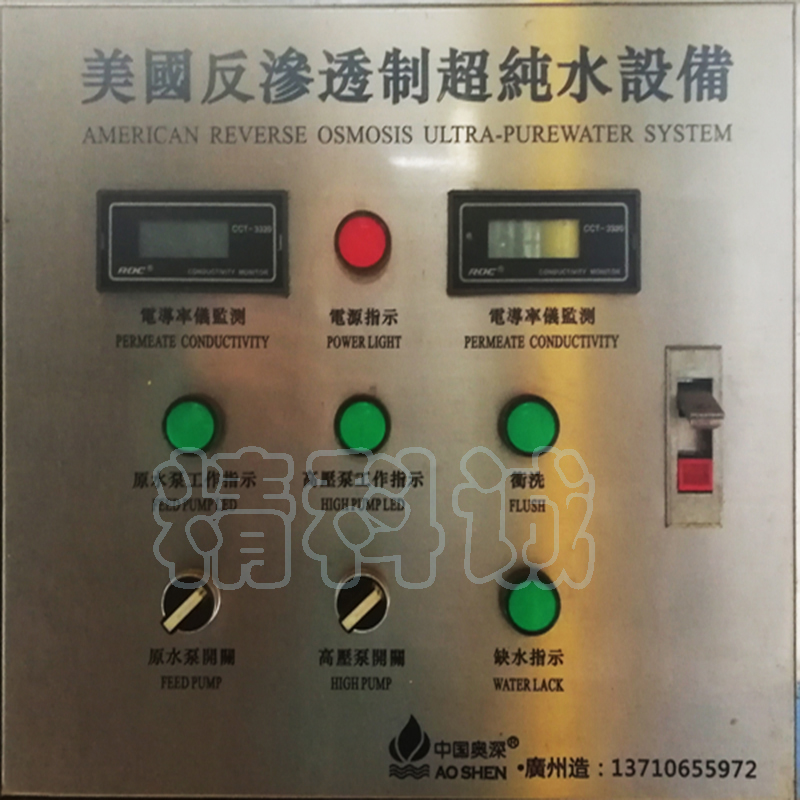 美國反滲透制超純水設備
AMERICAN REVERSE OSMOSIS ULTRA-PUREWATER SYSTEM
CCT-3320
ROC®
CONDUCTIVITY MONITOR
CCT-3320
CONDUCTIVITY MONITOR
電導率儀監測
PERMEATE CONDUCTIVITY
電源指示
POWER LIGHT
電導率儀監測
PERMEATE CONDUCTIVITY
原水泵工作指示
FEED PUMP LED
高壓泵工作指示
HIGH PUMP LED
衝洗
FLUSH
精科诚
原水泵開關
FEED PUMP
高壓泵開關
HIGH PUMP
缺水指示
WATER LACK
中国奥深®
AO SHEN
•廣州造：13710655972